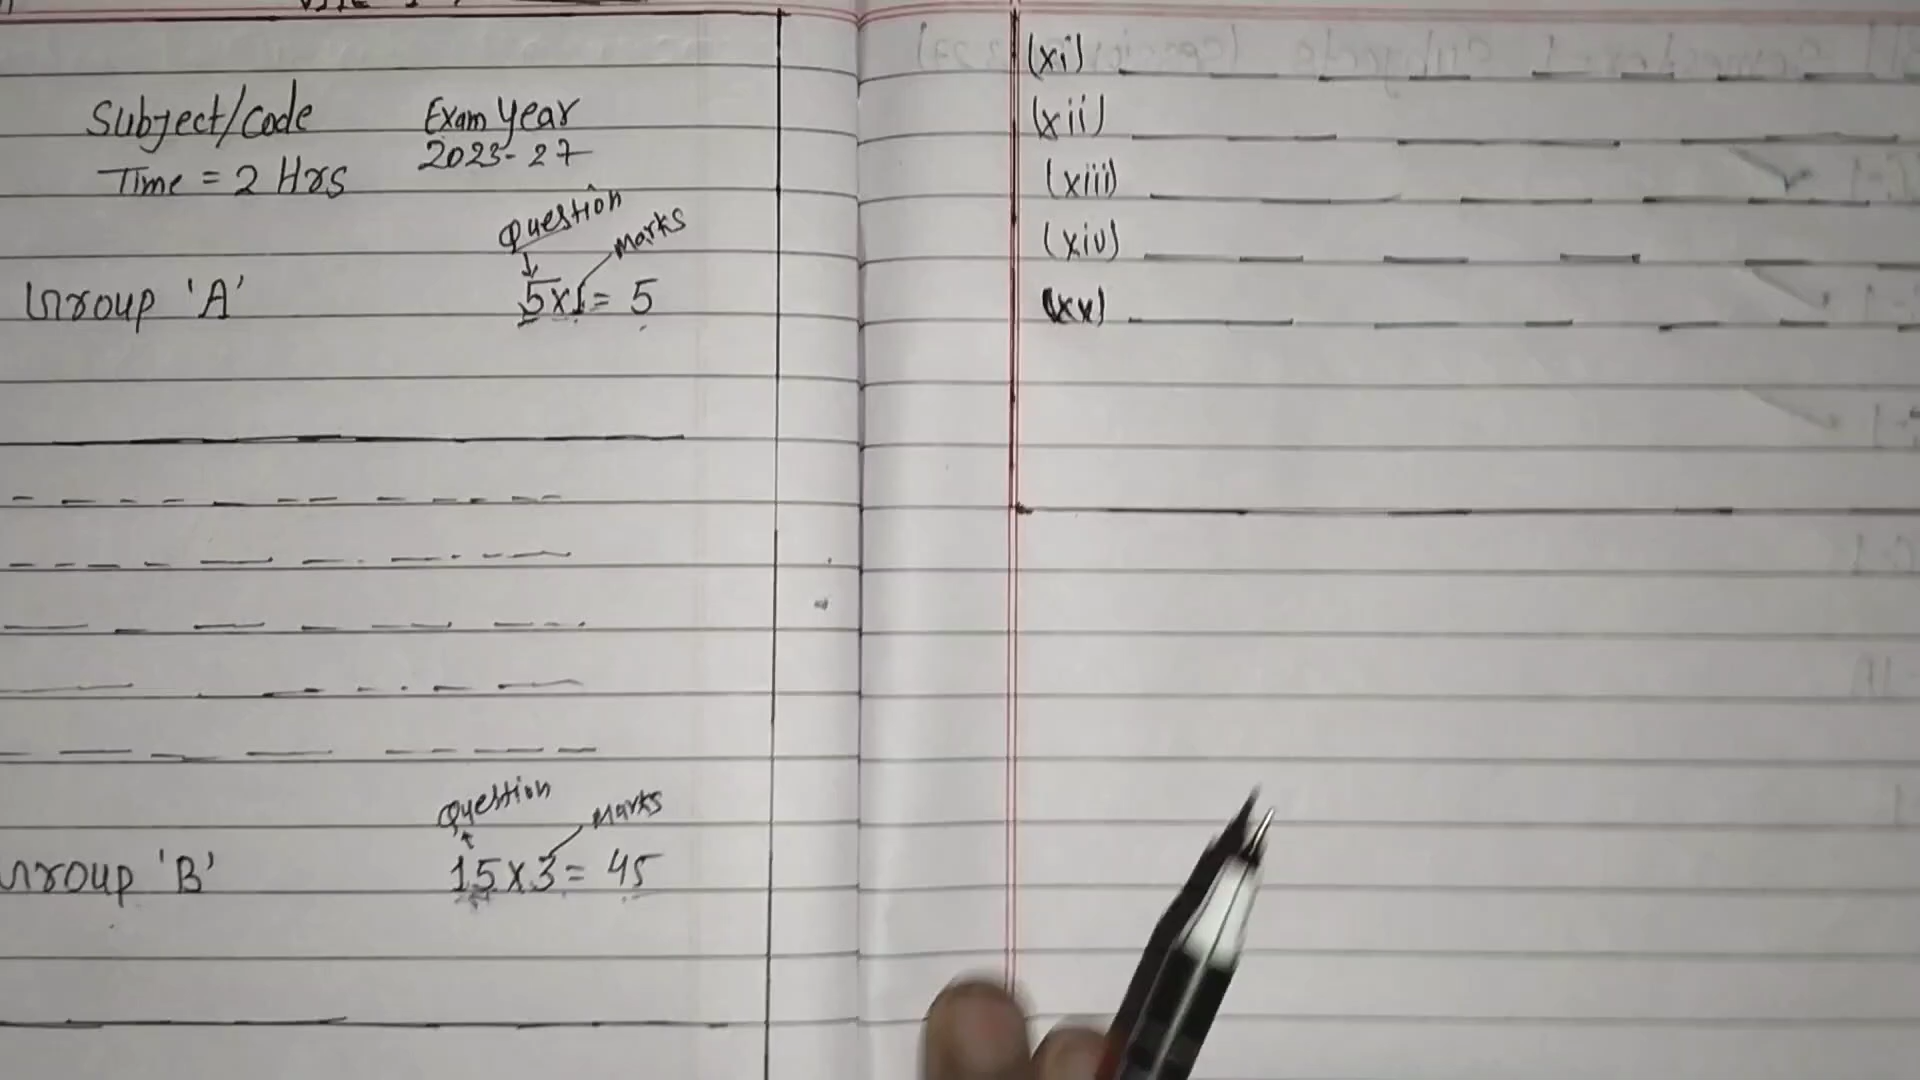 Subject/Code Exam Year
Time = 2 Hrs 2023-27
Question
Marks
Group 'A' 5x1= 5
Question
Marks
Group 'B' 15x3= 45
(xi)
(xii)
(xiii)
(xiv)
(xv)